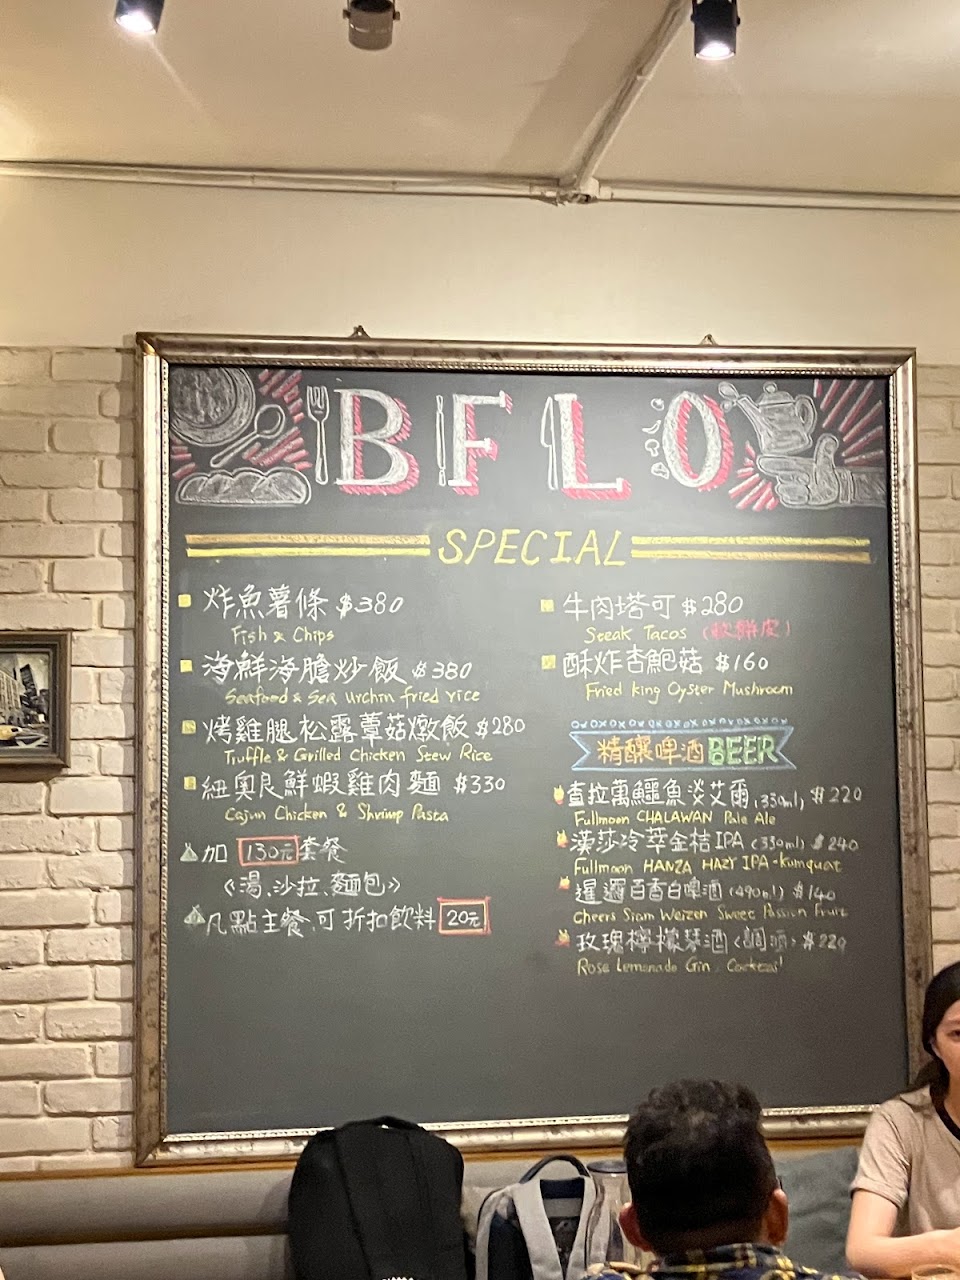 BFLO
SPECIAL
炸魚薯條 $380
Fish & Chips
海鮮海膽炒飯 $380
Seafood & Sea Urchin fried rice
烤雞腿松露蕈菇燉飯 $280
Truffle & Grilled Chicken Stew Rice
紐奧良鮮蝦雞肉麵 $330
Cajun Chicken & Shrimp Pasta
加 130元 套餐
《湯.沙拉.麵包》
凡點主餐.可折扣飲料 20元
牛肉塔可 $280
Steak Tacos (軟餅皮)
酥炸杏鮑菇 $160
Fried king Oyster Mushroom
精釀啤酒 BEER
查拉萬鱷魚淡艾爾 (330ml) $220
Fullmoon CHALAWAN Pale Ale
漢莎冷萃金桔IPA (330ml) $240
Fullmoon HANZA HAZY IPA-Kumquat
暹邏百香白啤酒 (490ml) $140
Cheers Siam Weizen Sweet Passion Fruit
玫瑰檸檬琴酒 <調酒> $220
Rose Lemonade Gin. Cocktail